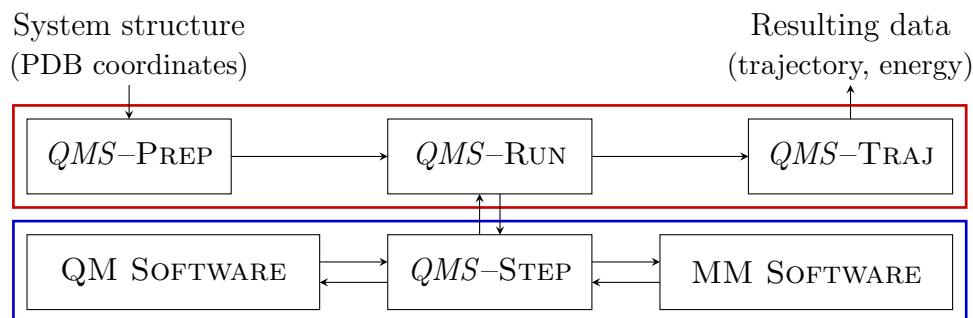 System structure
(PDB coordinates)
Resulting data
(trajectory, energy)
QMS–PREP
QMS–RUN
QMS–TRAJ
QM SOFTWARE
QMS–STEP
MM SOFTWARE